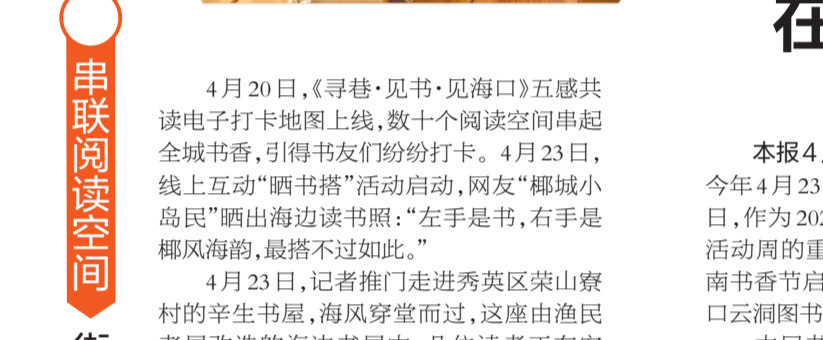 串联阅读空间
4月20日，《寻巷·见书·见海口》五感共
读电子打卡地图上线，数十个阅读空间串起
全城书香，引得书友们纷纷打卡。4月23日，
线上互动“晒书搭”活动启动，网友“椰城小
岛民”晒出海边读书照：“左手是书，右手是
椰风海韵，最搭不过如此。”
4月23日，记者推门走进秀英区荣山寮
村的辛生书屋，海风穿堂而过，这座由渔民
在
本报4
今年4月23
日，作为202
活动周的重
南书香节启
口云洞图书